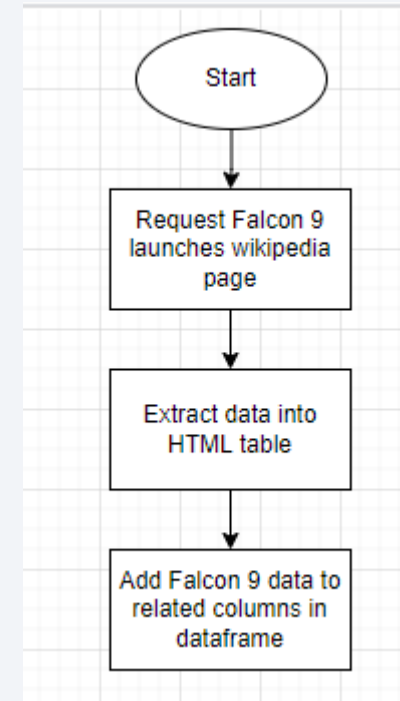 Start
Request Falcon 9
launches wikipedia
page
Extract data into
HTML table
Add Falcon 9 data to
related columns in
dataframe